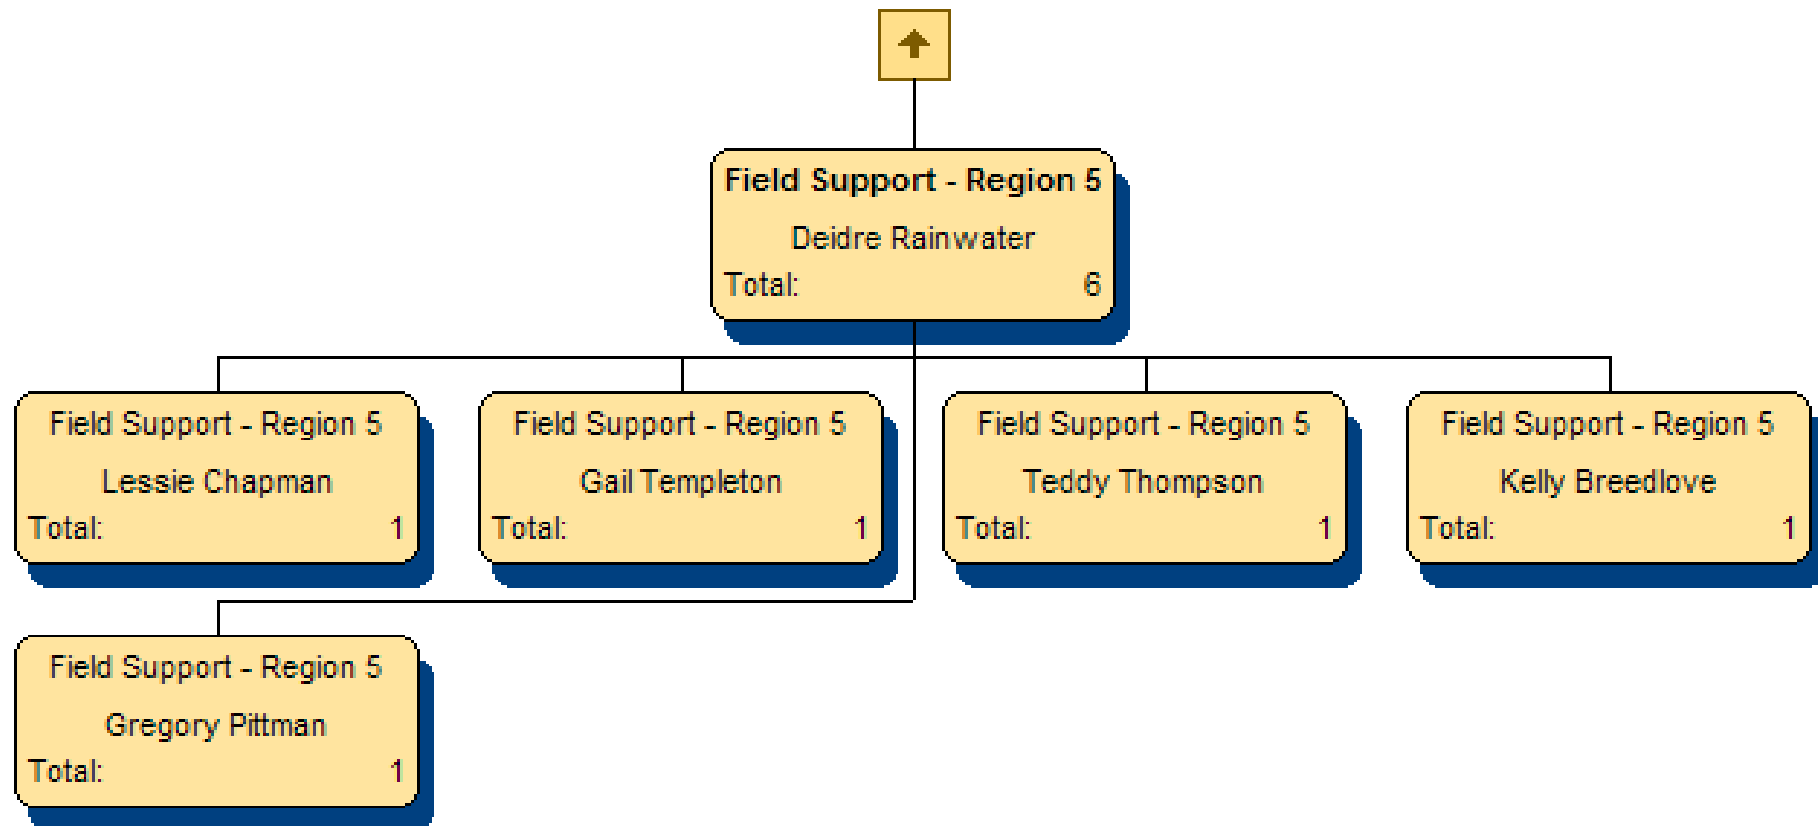 Field Support - Region 5
Deidre Rainwater
Total: 6
Field Support - Region 5
Lessie Chapman
Total: 1
Field Support - Region 5
Gail Templeton
Total: 1
Field Support - Region 5
Teddy Thompson
Total: 1
Field Support - Region 5
Kelly Breedlove
Total: 1
Field Support - Region 5
Gregory Pittman
Total: 1